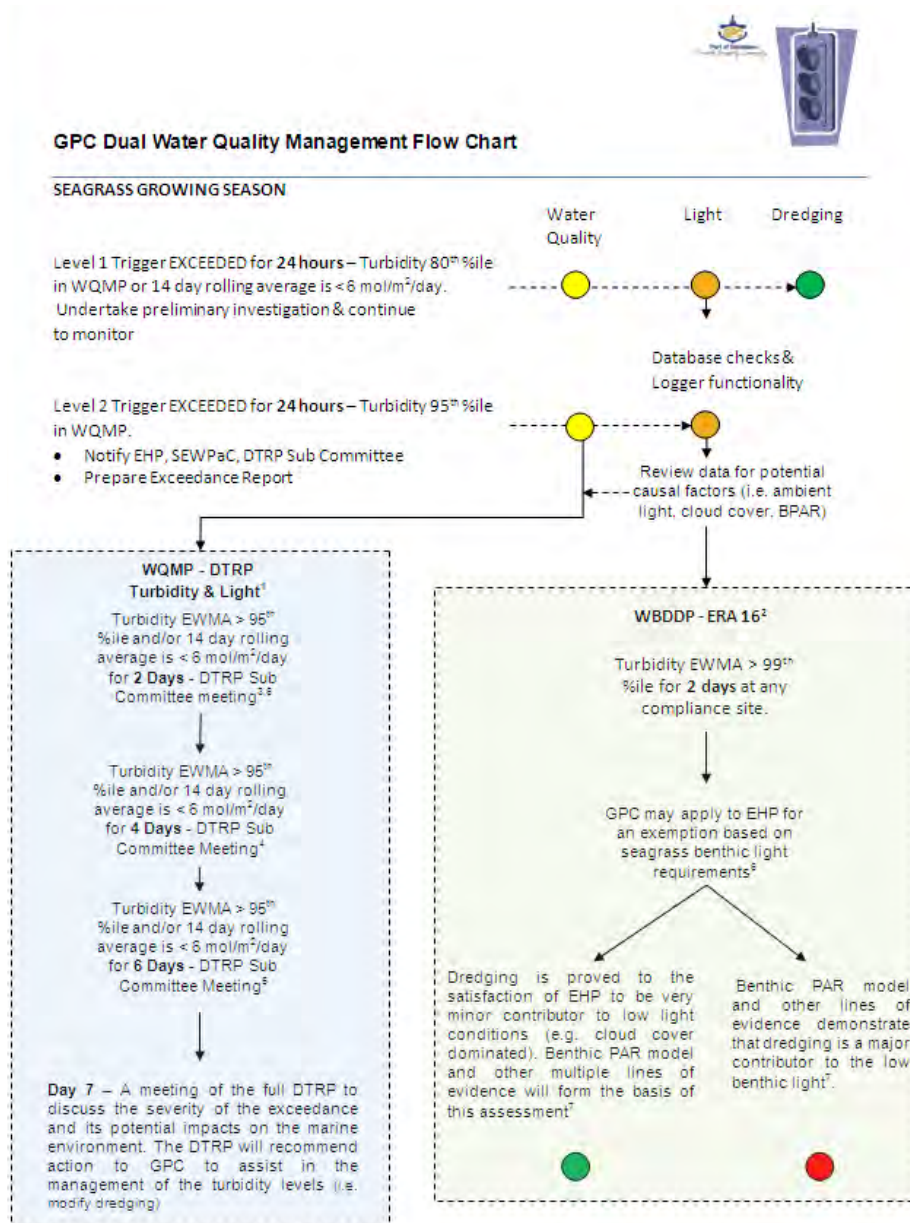 GPC Dual Water Quality Management Flow Chart
SEAGRASS GROWING SEASON
Water
Quality
Light
Dredging
Level 1 Trigger EXCEEDED for 24 hours – Turbidity 80th %ile
in WQMP or 14 day rolling average is < 6 mol/m²/day.
Undertake preliminary investigation & continue
to monitor
Database checks &
Logger functionality
Level 2 Trigger EXCEEDED for 24 hours – Turbidity 95th %ile
in WQMP.
• Notify EHP, SEWPaC, DTRP Sub Committee
• Prepare Exceedance Report
Review data for potential
causal factors (i.e. ambient
light, cloud cover, BPAR)
WQMP - DTRP
Turbidity & Light¹
Turbidity EWMA > 95th
%ile and/or 14 day rolling
average is < 6 mol/m²/day
for 2 Days - DTRP Sub
Committee meeting
Turbidity EWMA > 95th
%ile and/or 14 day rolling
average is < 6 mol/m²/day
for 4 Days - DTRP Sub
Committee Meeting⁴
Turbidity EWMA > 95th
%ile and/or 14 day rolling
average is < 6 mol/m²/day
for 6 Days - DTRP Sub
Committee Meeting
Day 7 – A meeting of the full DTRP to
discuss the severity of the exceedance
and its potential impacts on the marine
environment. The DTRP will recommend
action to GPC to assist in the
management of the turbidity levels (i.e.
modify dredging)
WBDDP - ERA 16²
Turbidity EWMA > 99th
%ile for 2 days at any
compliance site.
GPC may apply to EHP for
an exemption based on
seagrass benthic light
requirements
Dredging is proved to the
satisfaction of EHP to be very
minor contributor to low light
conditions (e.g. cloud cover
dominated). Benthic PAR model
and other multiple lines of
evidence will form the basis of
this assessment⁷
Benthic PAR model
and other lines of
evidence demonstrate
that dredging is a major
contributor to the low
benthic light⁷.